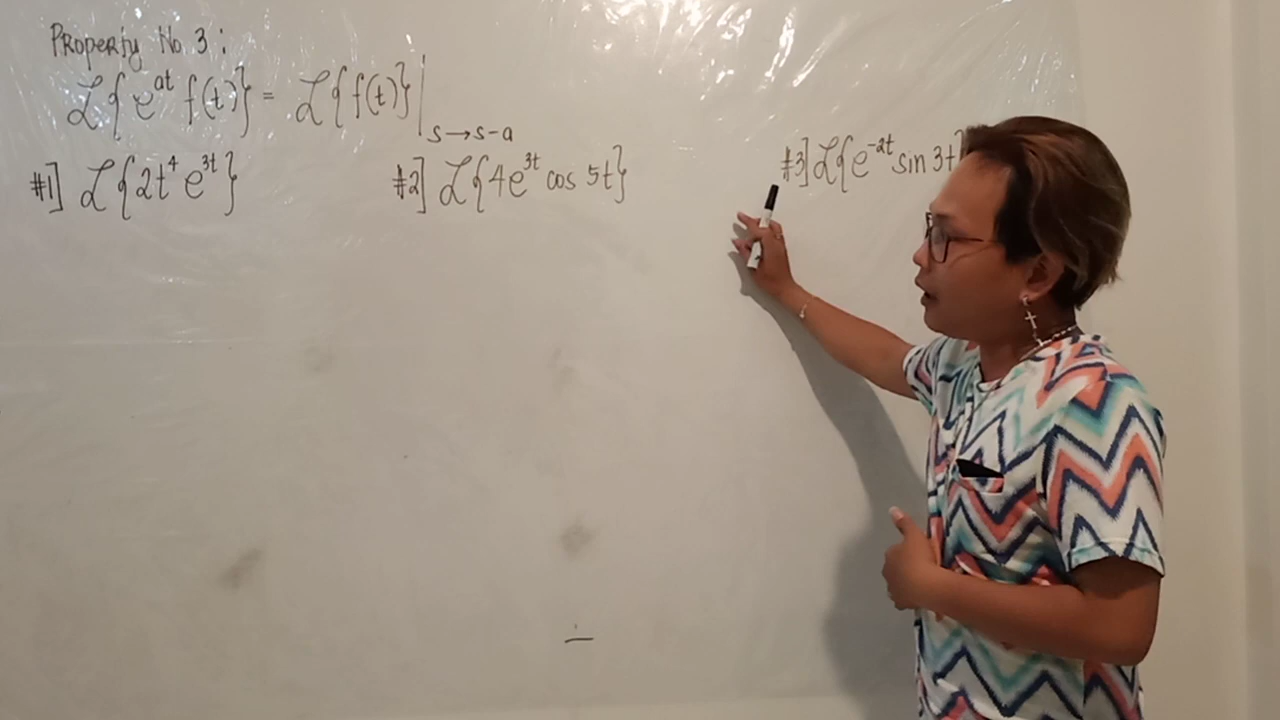 Property No 3:
ℒ{e^{at} f(t)} = ℒ{f(t)}|_{s→s-a}
#1] ℒ{2t^4 e^{3t}}
#2] ℒ{4e^{3t} cos 5t}
#3] ℒ{e^{-2t} sin 3t}